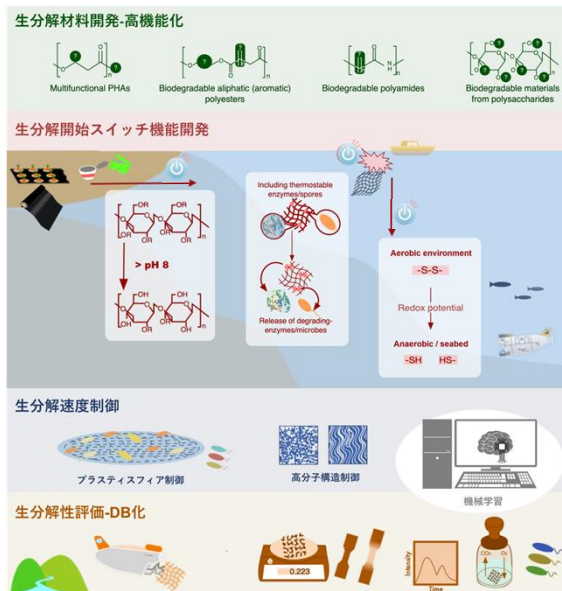 生分解材料開発-高機能化
Multifunctional PHAs
Biodegradable aliphatic (aromatic) polyesters
Biodegradable polyamides
Biodegradable materials from polysaccharides
生分解開始スイッチ機能開発
> pH 8
Including thermostable
enzymes/spores
Release of degrading-
enzymes/microbes
Aerobic environment
-S-S-
Redox potential
Anaerobic / seabed
-SH HS-
生分解速度制御
プラスティスフィア制御
高分子構造制御
機械学習
生分解性評価-DB化
0.223
Intensity
Time
CO₂ O₂